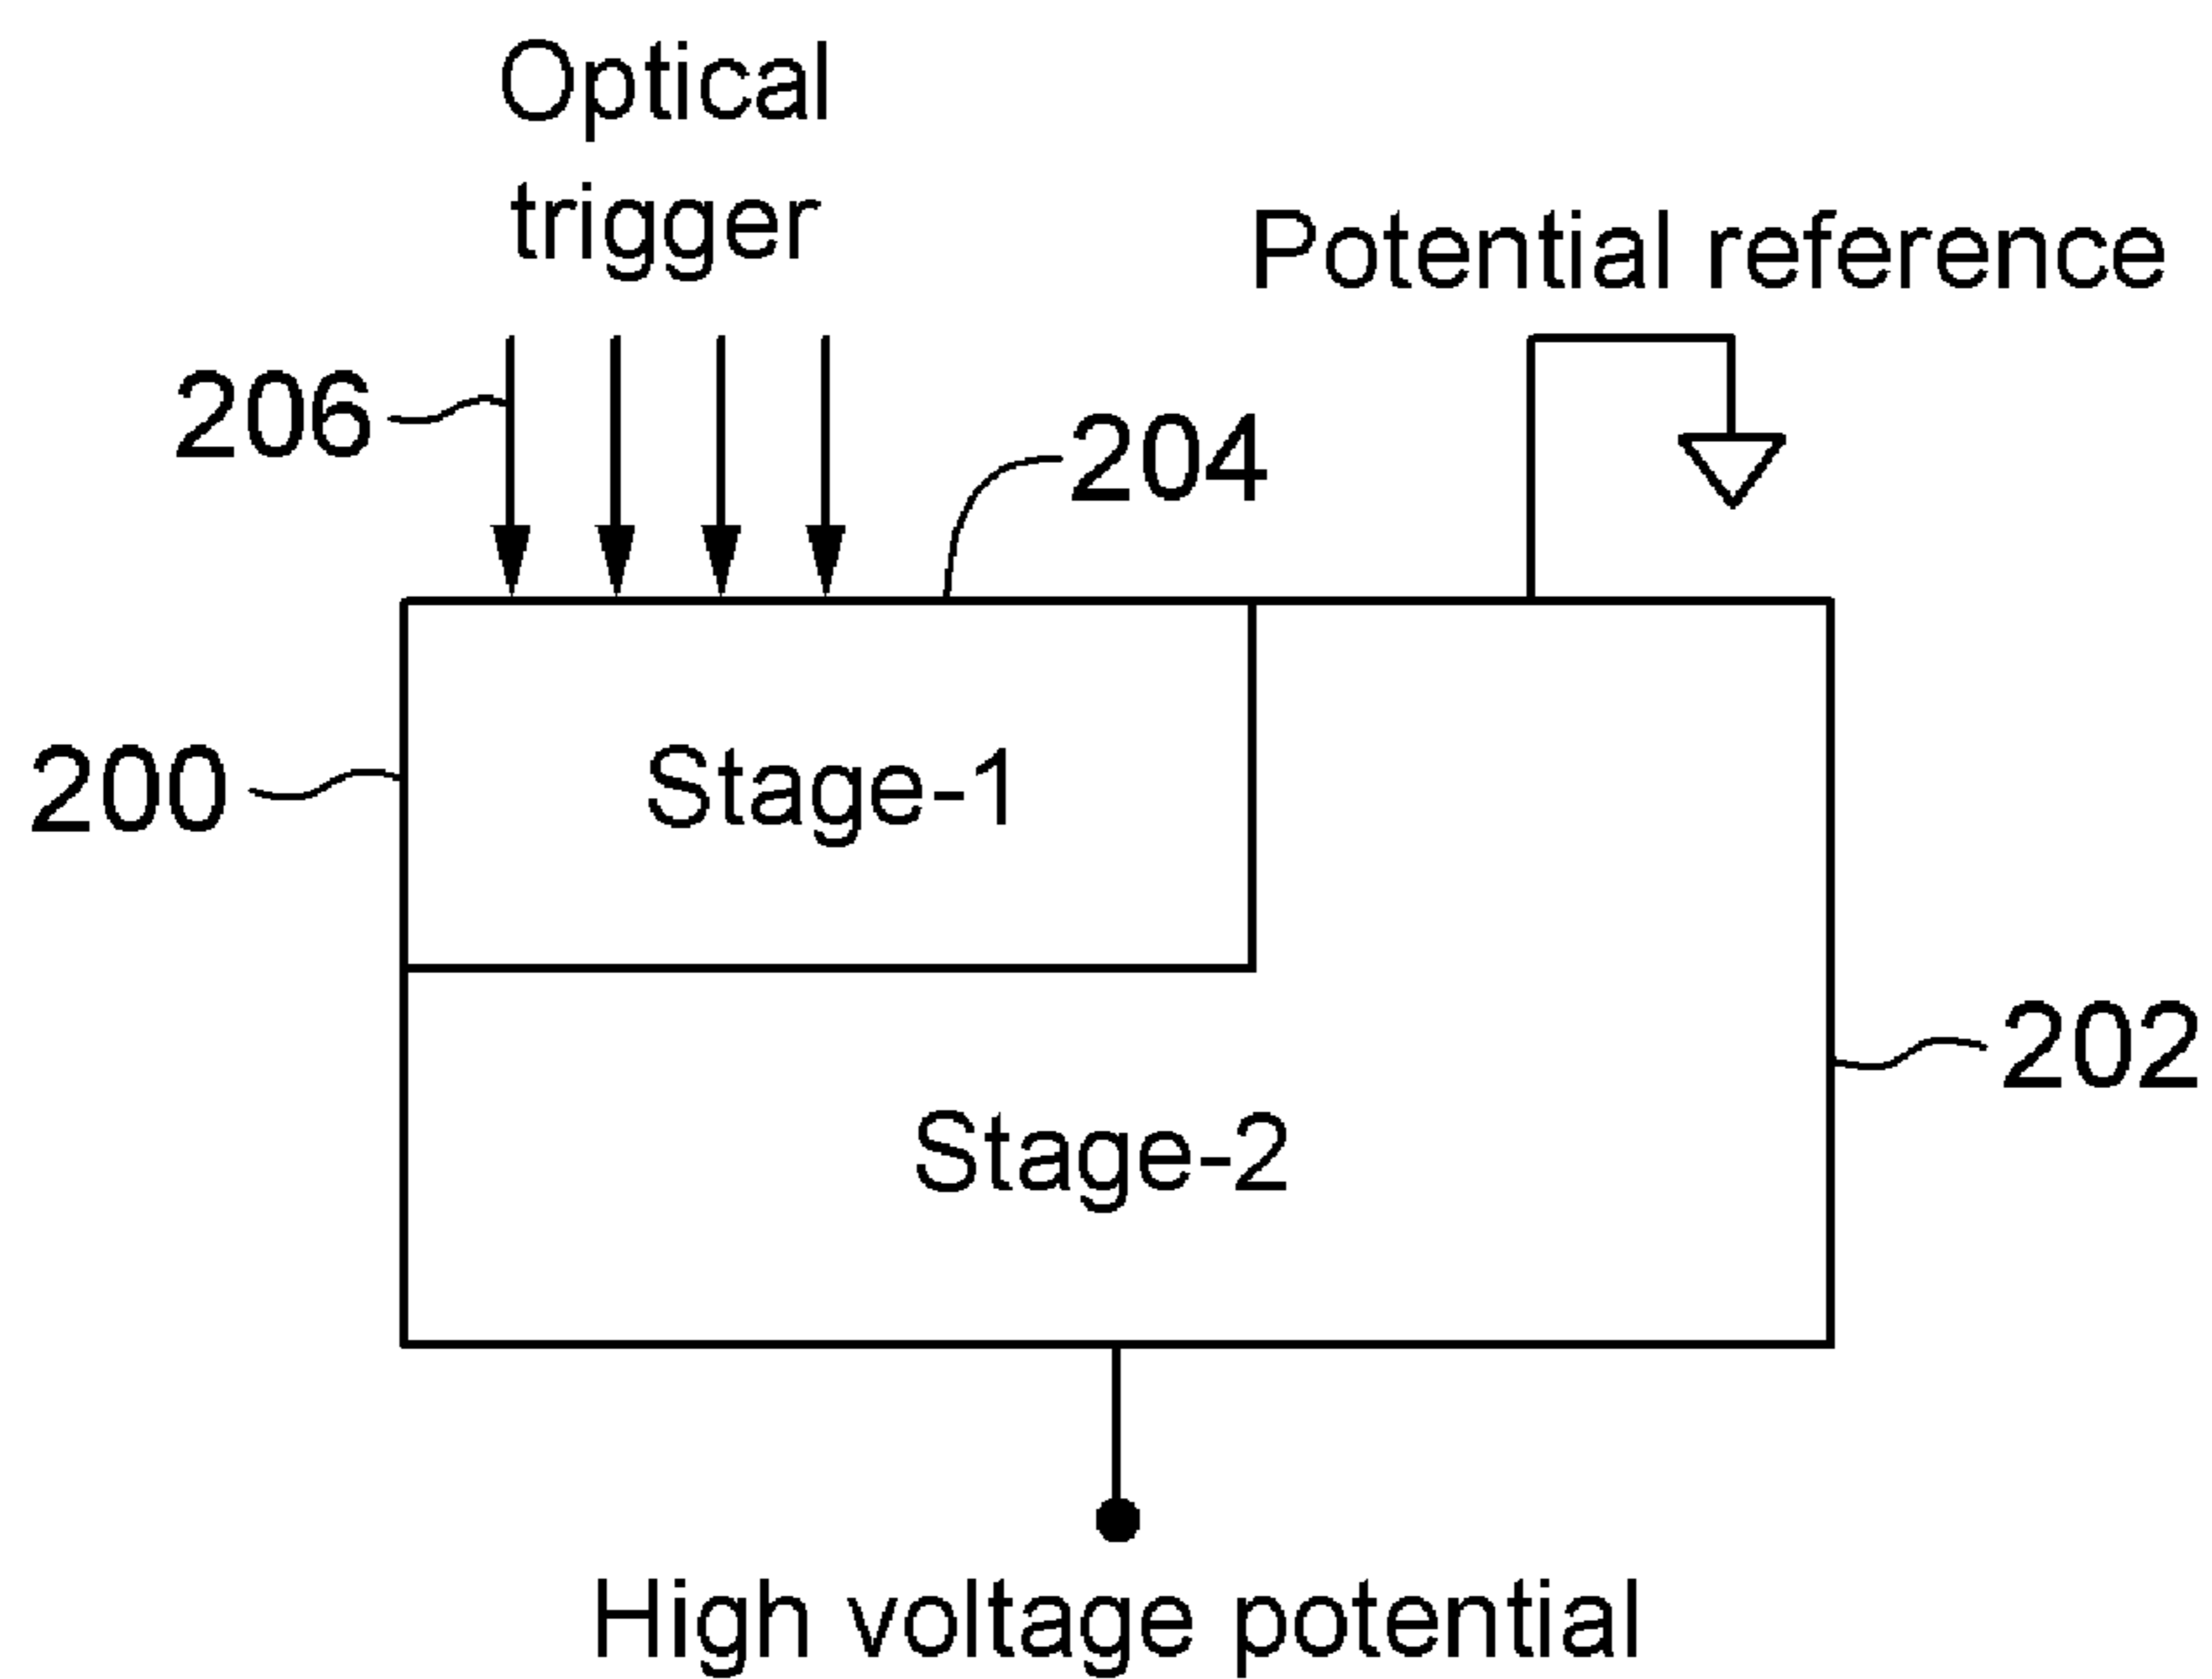 Optical
trigger
Potential reference
206
204
200
Stage-1
202
Stage-2
High voltage potential